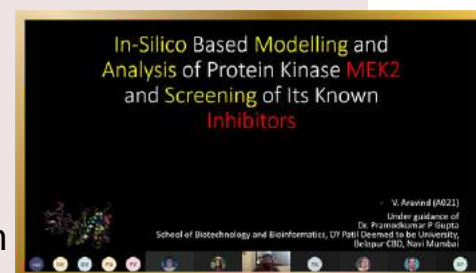 In-Silico Based Modelling and
Analysis of Protein Kinase MEK2
and Screening of Its Known
Inhibitors
- V. Aravind (A021)
Under guidance of
Dr. Pramodkumar P Gupta
School of Biotechnology and Bioinformatics, DY Patil Deemed to be University,
Belapur CBD, Navi Mumbai
n